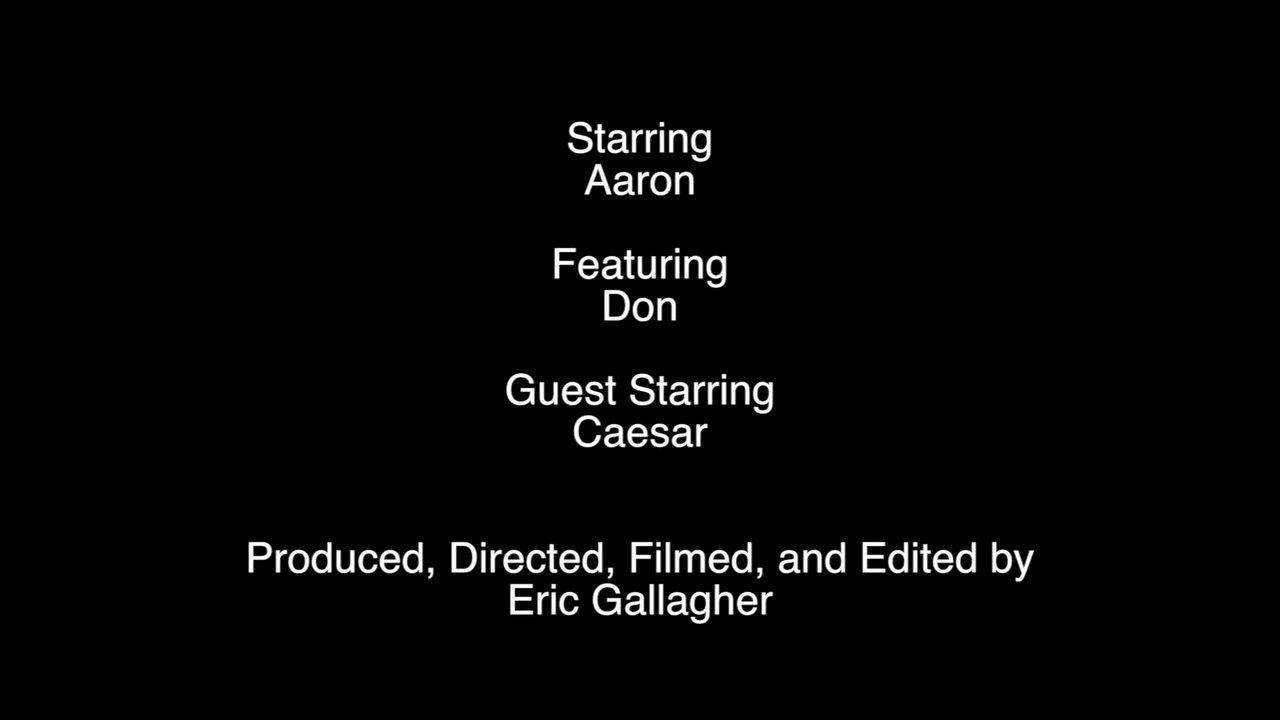 Starring
Aaron
Featuring
Don
Guest Starring
Caesar
Produced, Directed, Filmed, and Edited by
Eric Gallagher